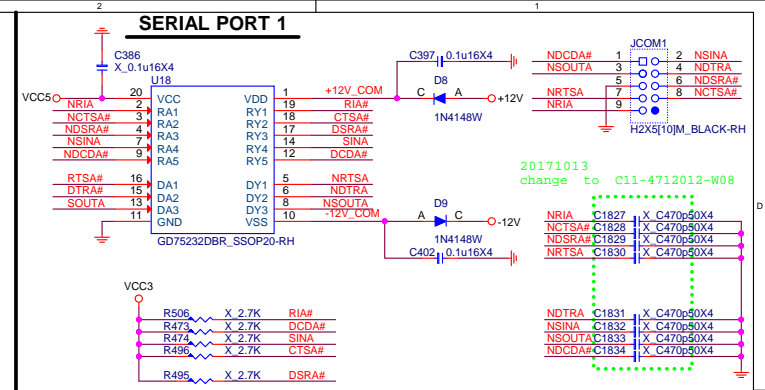 2 1
SERIAL PORT 1
C386
X_0.1u16X4
U18
VCC5
20 VCC VDD 1 +12V_COM
NRIA 2 RA1 RY1 19 RIA#
NCTSA# 3 RA2 RY2 18 CTSA#
NDSRA# 4 RA3 RY3 17 DSRA#
NSINA 7 RA4 RY4 14 SINA
NDCDA# 9 RA5 RY5 12 DCDA#
RTSA# 16 DA1 DY1 5 NRTSA
DTRA# 15 DA2 DY2 6 NDTRA
SOUTA 13 DA3 DY3 8 NSOUTA
11 GND VSS 10 -12V_COM
GD75232DBR_SSOP20-RH
C397 0.1u16X4
D8
C A +12V
1N4148W
D9
A C -12V
1N4148W
C402 0.1u16X4
JCOM1
NDCDA# 1 2 NSINA
NSOUTA 3 4 NDTRA
5 6 NDSRA#
NRTSA 7 8 NCTSA#
NRIA 9
H2X5[10]M_BLACK-RH
20171013
change to C11-4712012-W08
NRIA C1827 X_C470p50X4
NCTSA# C1828 X_C470p50X4
NDSRA# C1829 X_C470p50X4
NRTSA C1830 X_C470p50X4
NDTRA C1831 X_C470p50X4
NSINA C1832 X_C470p50X4
NSOUTA C1833 X_C470p50X4
NDCDA# C1834 X_C470p50X4
D
VCC3
R506 X_2.7K RIA#
R473 X_2.7K DCDA#
R474 X_2.7K SINA
R496 X_2.7K CTSA#
R495 X_2.7K DSRA#